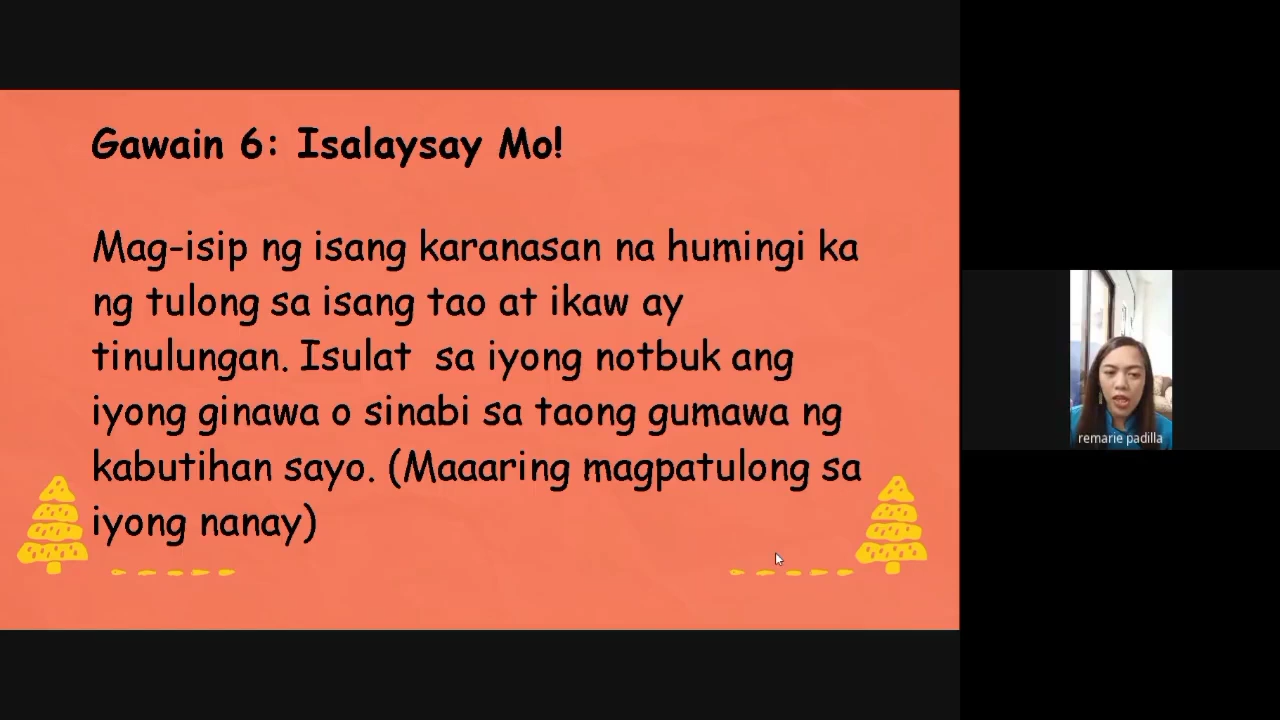 Gawain 6: Isalaysay Mo!
Mag-isip ng isang karanasan na humingi ka
ng tulong sa isang tao at ikaw ay
tinulungan. Isulat sa iyong notbuk ang
iyong ginawa o sinabi sa taong gumawa ng
kabutihan sayo. (Maaaring magpatulong sa
iyong nanay)
remarie padilla